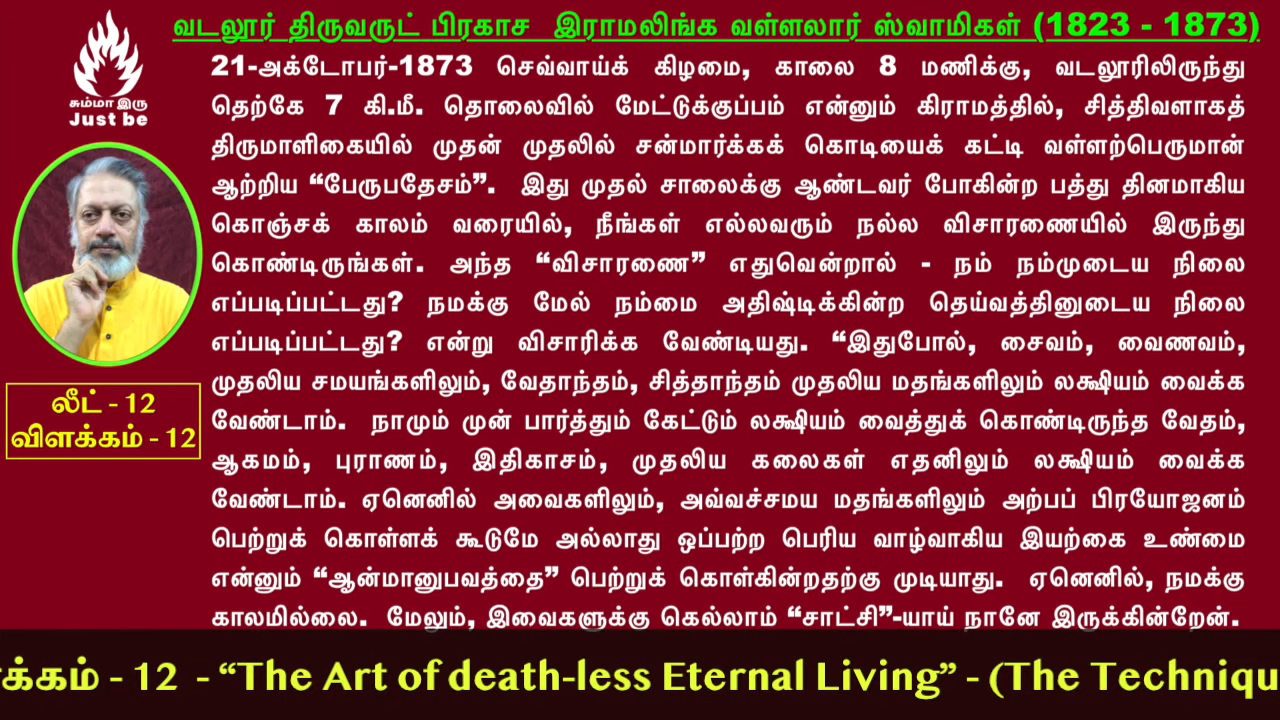 வடலூர் திருவருட் பிரகாச இராமலிங்க வள்ளலார் ஸ்வாமிகள் (1823 - 1873)
சும்மா இரு
Just be
21-அக்டோபர்-1873 செவ்வாய்க் கிழமை, காலை 8 மணிக்கு, வடலூரிலிருந்து
தெற்கே 7 கி.மீ. தொலைவில் மேட்டுக்குப்பம் என்னும் கிராமத்தில், சித்திவளாகத்
திருமாளிகையில் முதன் முதலில் சன்மார்க்கக் கொடியைக் கட்டி வள்ளற்பெருமான்
ஆற்றிய “பேருபதேசம்”. இது முதல் சாலைக்கு ஆண்டவர் போகின்ற பத்து தினமாகிய
கொஞ்சக் காலம் வரையில், நீங்கள் எல்லவரும் நல்ல விசாரணையில் இருந்து
கொண்டிருங்கள். அந்த “விசாரணை” எதுவென்றால் - நம் நம்முடைய நிலை
எப்படிப்பட்டது? நமக்கு மேல் நம்மை அதிஷ்டிக்கின்ற தெய்வத்தினுடைய நிலை
எப்படிப்பட்டது? என்று விசாரிக்க வேண்டியது. “இதுபோல், சைவம், வைணவம்,
முதலிய சமயங்களிலும், வேதாந்தம், சித்தாந்தம் முதலிய மதங்களிலும் லக்ஷியம் வைக்க
வேண்டாம். நாமும் முன் பார்த்தும் கேட்டும் லக்ஷியம் வைத்துக் கொண்டிருந்த வேதம்,
ஆகமம், புராணம், இதிகாசம், முதலிய கலைகள் எதனிலும் லக்ஷியம் வைக்க
வேண்டாம். ஏனெனில் அவைகளிலும், அவ்வச்சமய மதங்களிலும் அற்பப் பிரயோஜனம்
பெற்றுக் கொள்ளக் கூடுமே அல்லாது ஒப்பற்ற பெரிய வாழ்வாகிய இயற்கை உண்மை
என்னும் “ஆன்மானுபவத்தை” பெற்றுக் கொள்கின்றதற்கு முடியாது. ஏனெனில், நமக்கு
காலமில்லை. மேலும், இவைகளுக்கு கெல்லாம் “சாட்சி”-யாய் நானே இருக்கின்றேன்.
லீட் - 12
விளக்கம் - 12
க்கம் - 12 - “The Art of death-less Eternal Living” - (The Techniqu